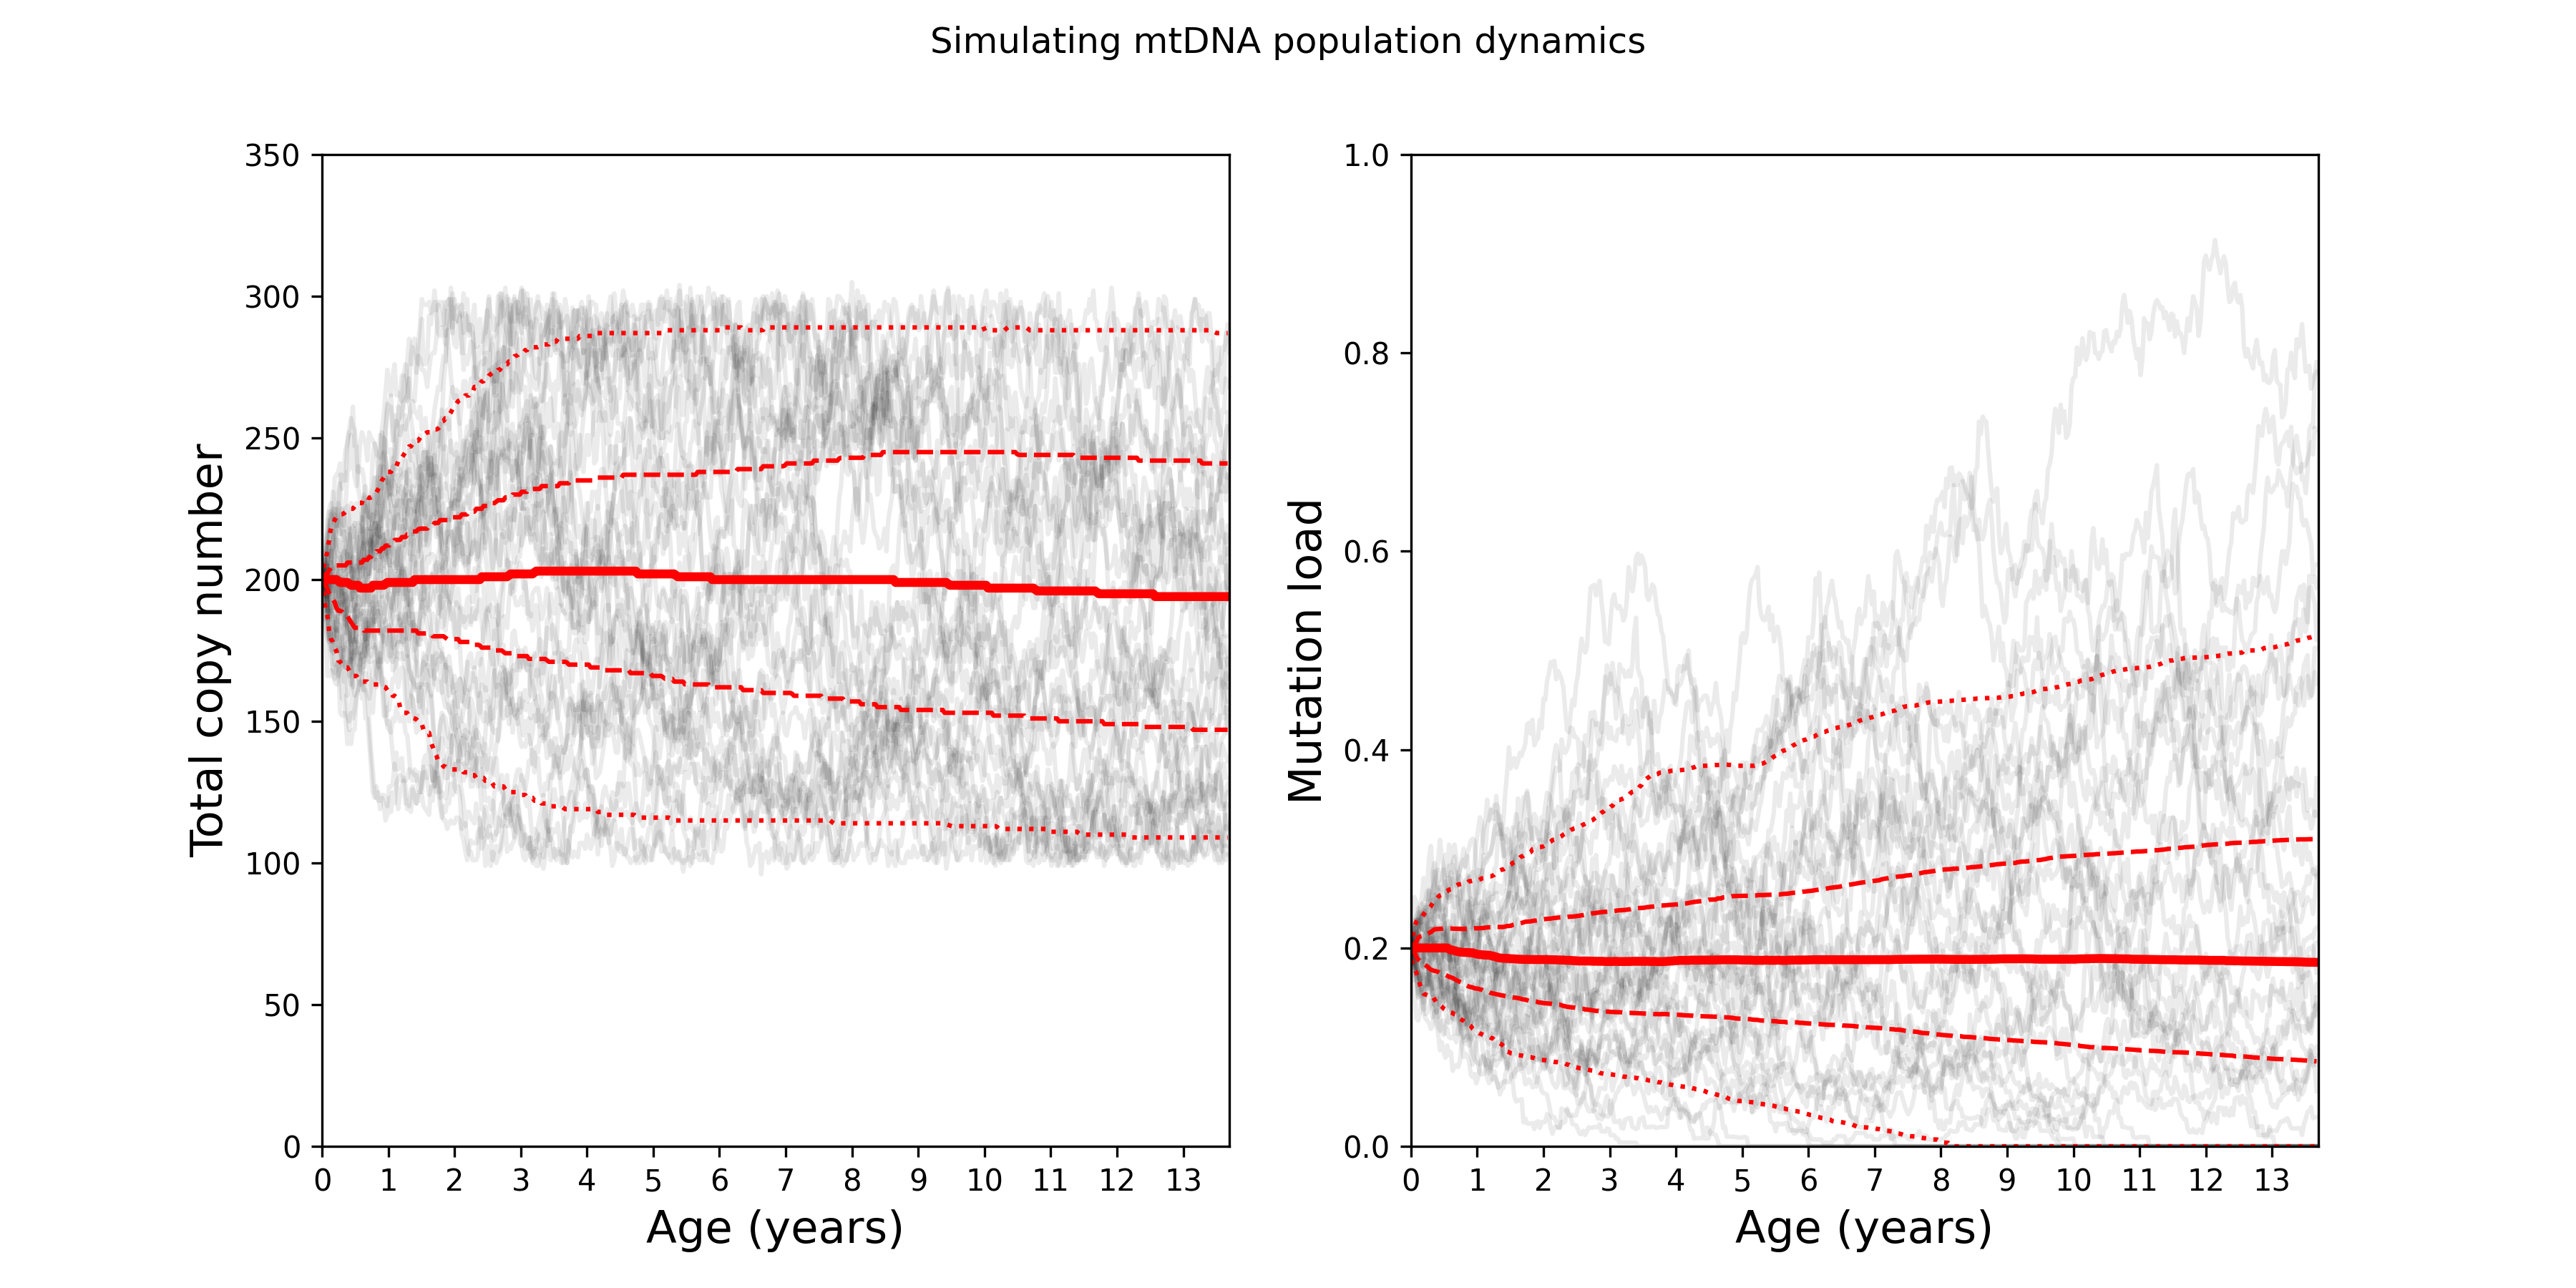 Simulating mtDNA population dynamics
Total copy number
350
300
250
200
150
100
50
0
0 1 2 3 4 5 6 7 8 9 10 11 12 13
Age (years)
Mutation load
1.0
0.8
0.6
0.4
0.2
0.0
0 1 2 3 4 5 6 7 8 9 10 11 12 13
Age (years)